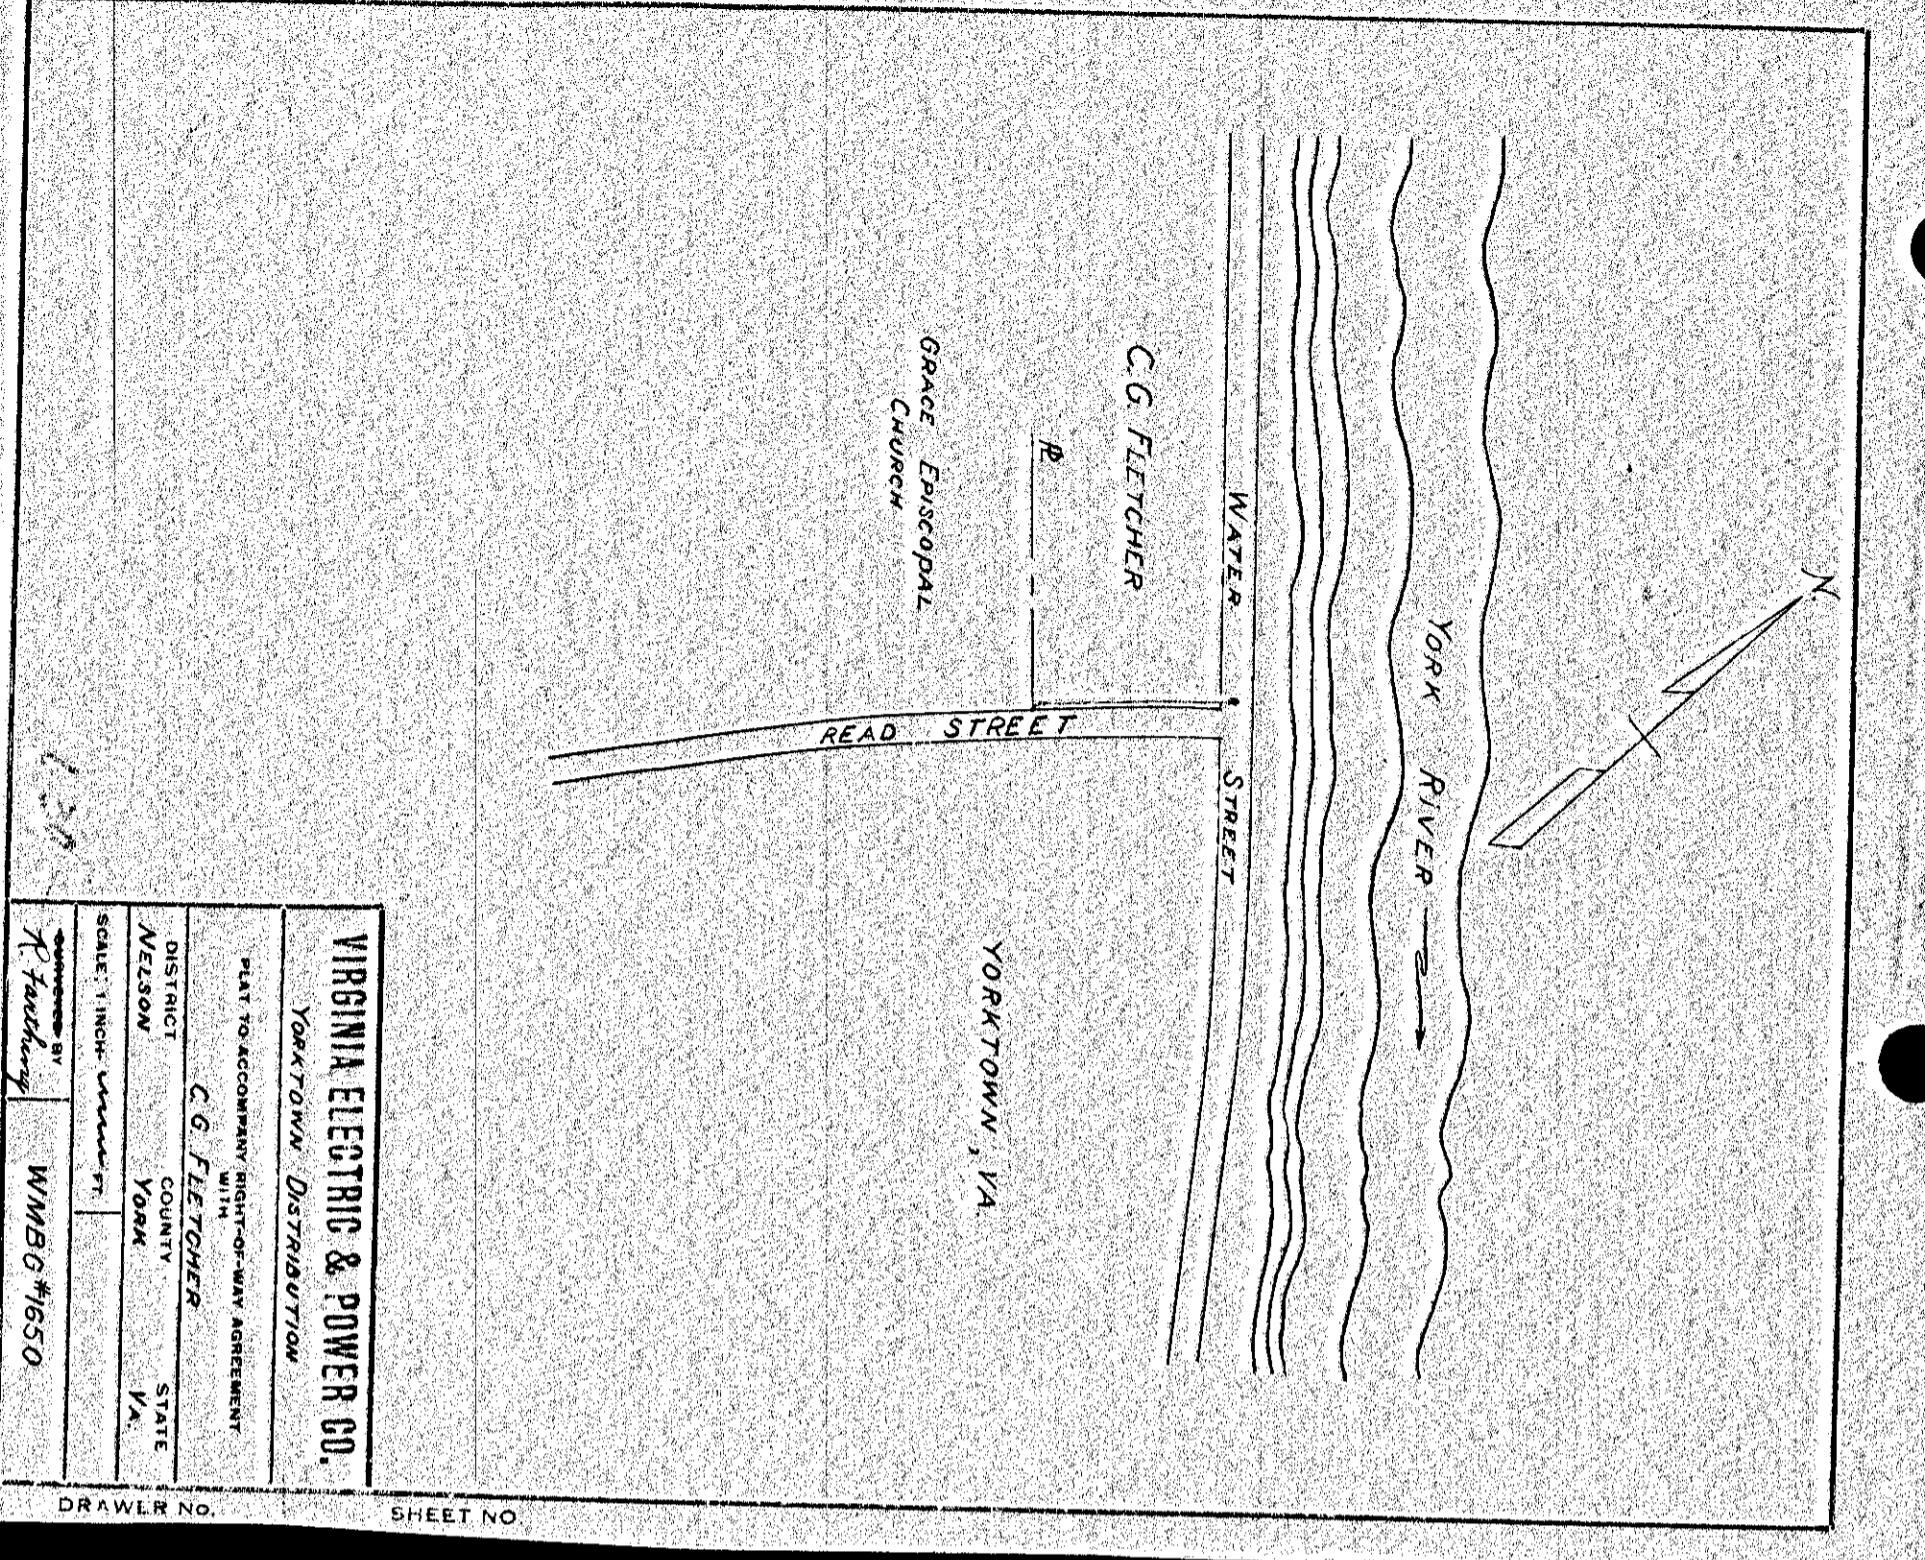 N.
YORK RIVER
WATER STREET
C.G. FLETCHER
PL
GRACE EPISCOPAL
CHURCH
READ STREET
YORKTOWN, VA.
VIRGINIA ELECTRIC & POWER CO.
YORKTOWN DISTRIBUTION
PLAT TO ACCOMPANY RIGHT-OF-WAY AGREEMENT
WITH
C G FLETCHER
DISTRICT COUNTY STATE
NELSON YORK VA.
SCALE, 1 INCH FT.
BY
R. Farthing WMBG #1650
DRAWER NO. SHEET NO.